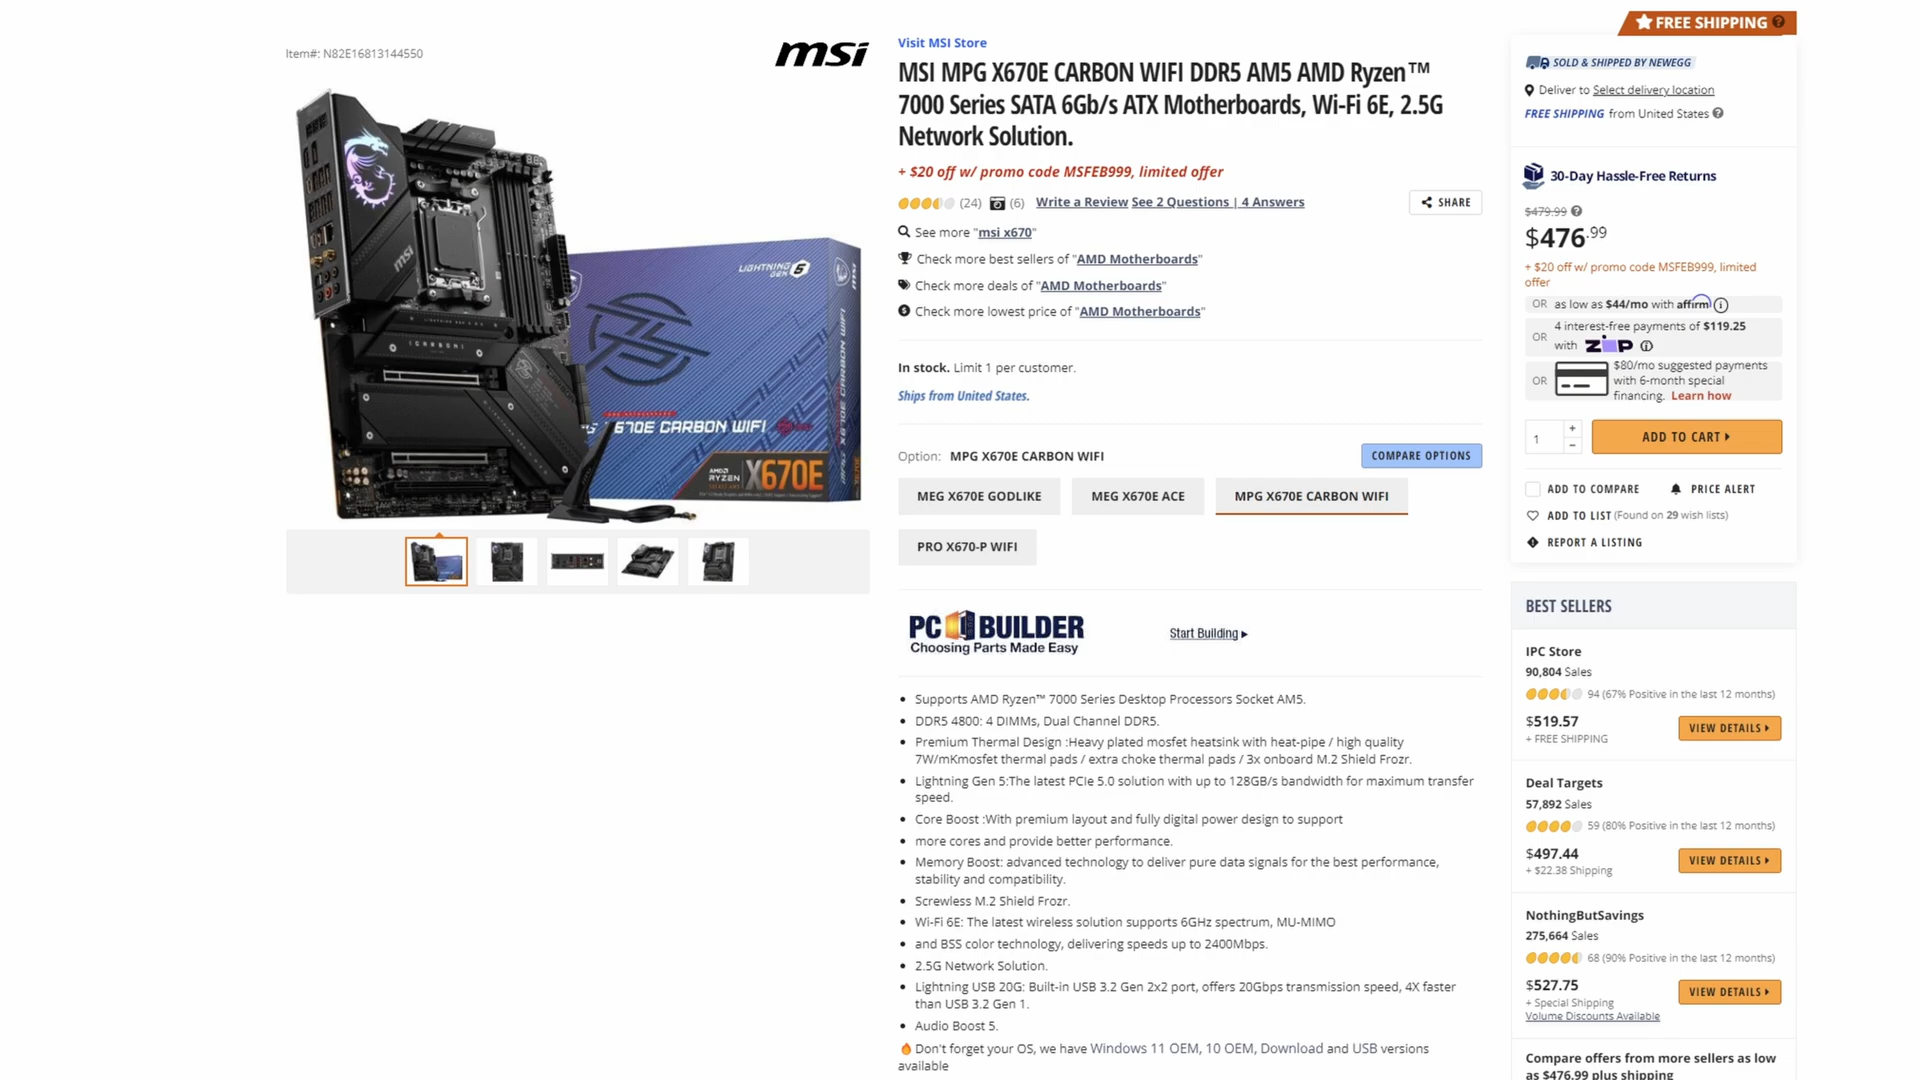 FREE SHIPPING
Item#: N82E16813144550
msi
Visit MSI Store
MSI MPG X670E CARBON WIFI DDR5 AM5 AMD Ryzen™
7000 Series SATA 6Gb/s ATX Motherboards, Wi-Fi 6E, 2.5G
Network Solution.
+ $20 off w/ promo code MSFEB999, limited offer
(24) (6) Write a Review See 2 Questions | 4 Answers
SHARE
See more "msi x670"
Check more best sellers of "AMD Motherboards"
Check more deals of "AMD Motherboards"
Check more lowest price of "AMD Motherboards"
In stock. Limit 1 per customer.
Ships from United States.
Option: MPG X670E CARBON WIFI
COMPARE OPTIONS
MEG X670E GODLIKE
MEG X670E ACE
MPG X670E CARBON WIFI
PRO X670-P WIFI
PC BUILDER
Choosing Parts Made Easy
Start Building
• Supports AMD Ryzen™ 7000 Series Desktop Processors Socket AM5.
• DDR5 4800: 4 DIMMs, Dual Channel DDR5.
• Premium Thermal Design :Heavy plated mosfet heatsink with heat-pipe / high quality
7W/mKmosfet thermal pads / extra choke thermal pads / 3x onboard M.2 Shield Frozr.
• Lightning Gen 5:The latest PCIe 5.0 solution with up to 128GB/s bandwidth for maximum transfer
speed.
• Core Boost :With premium layout and fully digital power design to support
• more cores and provide better performance.
• Memory Boost: advanced technology to deliver pure data signals for the best performance,
stability and compatibility.
• Screwless M.2 Shield Frozr.
• Wi-Fi 6E: The latest wireless solution supports 6GHz spectrum, MU-MIMO
• and BSS color technology, delivering speeds up to 2400Mbps.
• 2.5G Network Solution.
• Lightning USB 20G: Built-in USB 3.2 Gen 2x2 port, offers 20Gbps transmission speed, 4X faster
than USB 3.2 Gen 1.
• Audio Boost 5.
Don't forget your OS, we have Windows 11 OEM, 10 OEM, Download and USB versions
available
LIGHTNING GEN 5
msi
msi
CARBON
670E CARBON WIFI
X670E CARBON WIFI
AMD RYZEN X670E
SOLD & SHIPPED BY NEWEGG
Deliver to Select delivery location
FREE SHIPPING from United States
30-Day Hassle-Free Returns
$479.99
$476.99
+ $20 off w/ promo code MSFEB999, limited
offer
OR as low as $44/mo with affirm
OR 4 interest-free payments of $119.25
with ZIP
OR $80/mo suggested payments
with 6-month special
financing. Learn how
1 + −
ADD TO CART
ADD TO COMPARE
PRICE ALERT
ADD TO LIST (Found on 29 wish lists)
REPORT A LISTING
BEST SELLERS
IPC Store
90,804 Sales
94 (67% Positive in the last 12 months)
$519.57
+ FREE SHIPPING
VIEW DETAILS
Deal Targets
57,892 Sales
59 (80% Positive in the last 12 months)
$497.44
+ $22.38 Shipping
VIEW DETAILS
NothingButSavings
275,664 Sales
68 (90% Positive in the last 12 months)
$527.75
+ Special Shipping
Volume Discounts Available
VIEW DETAILS
Compare offers from more sellers as low
as $476.99 plus shipping